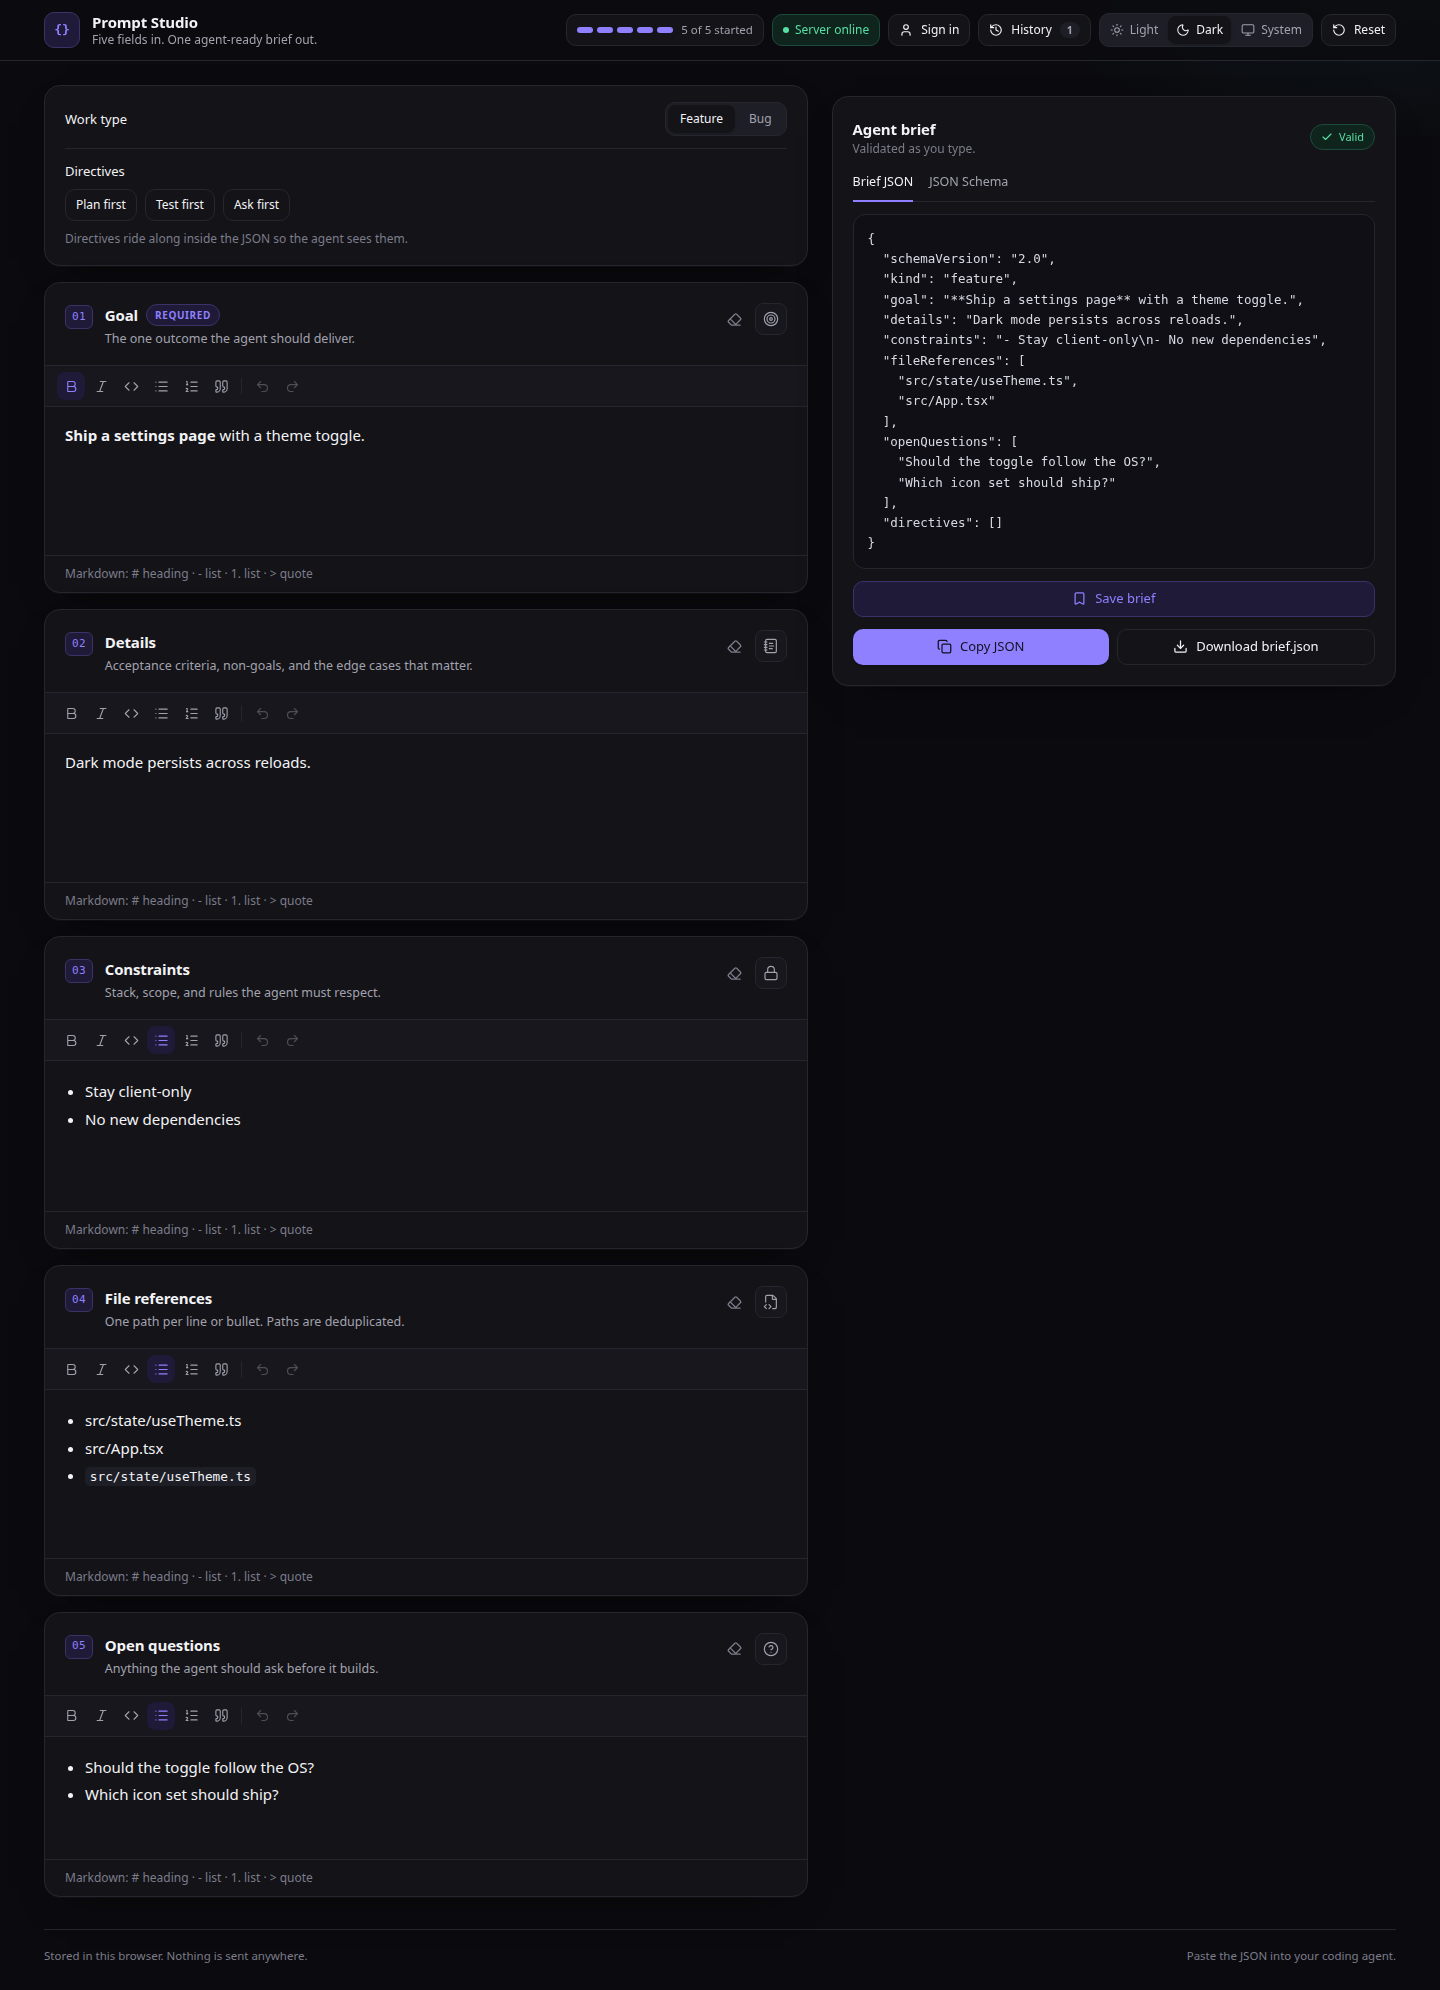 {} Prompt Studio
Five fields in. One agent-ready brief out.
5 of 5 started
Server online
Sign in
History 1
Light Dark System
Reset
Work type
Feature Bug
Directives
Plan first Test first Ask first
Directives ride along inside the JSON so the agent sees them.
01 Goal REQUIRED
The one outcome the agent should deliver.
B I
Ship a settings page with a theme toggle.
Markdown: # heading · - list · 1. list · > quote
02 Details
Acceptance criteria, non-goals, and the edge cases that matter.
B I
Dark mode persists across reloads.
Markdown: # heading · - list · 1. list · > quote
03 Constraints
Stack, scope, and rules the agent must respect.
B I
• Stay client-only
• No new dependencies
Markdown: # heading · - list · 1. list · > quote
04 File references
One path per line or bullet. Paths are deduplicated.
B I
• src/state/useTheme.ts
• src/App.tsx
• src/state/useTheme.ts
Markdown: # heading · - list · 1. list · > quote
05 Open questions
Anything the agent should ask before it builds.
B I
• Should the toggle follow the OS?
• Which icon set should ship?
Markdown: # heading · - list · 1. list · > quote
Agent brief
Validated as you type.
Valid
Brief JSON JSON Schema
{
  "schemaVersion": "2.0",
  "kind": "feature",
  "goal": "**Ship a settings page** with a theme toggle.",
  "details": "Dark mode persists across reloads.",
  "constraints": "- Stay client-only\n- No new dependencies",
  "fileReferences": [
    "src/state/useTheme.ts",
    "src/App.tsx"
  ],
  "openQuestions": [
    "Should the toggle follow the OS?",
    "Which icon set should ship?"
  ],
  "directives": []
}
Save brief
Copy JSON
Download brief.json
Stored in this browser. Nothing is sent anywhere.
Paste the JSON into your coding agent.